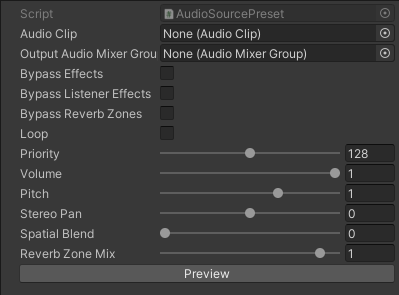 Script AudioSourcePreset
Audio Clip None (Audio Clip)
Output Audio Mixer Grou None (Audio Mixer Group)
Bypass Effects
Bypass Listener Effects
Bypass Reverb Zones
Loop
Priority 128
Volume 1
Pitch 1
Stereo Pan 0
Spatial Blend 0
Reverb Zone Mix 1
Preview